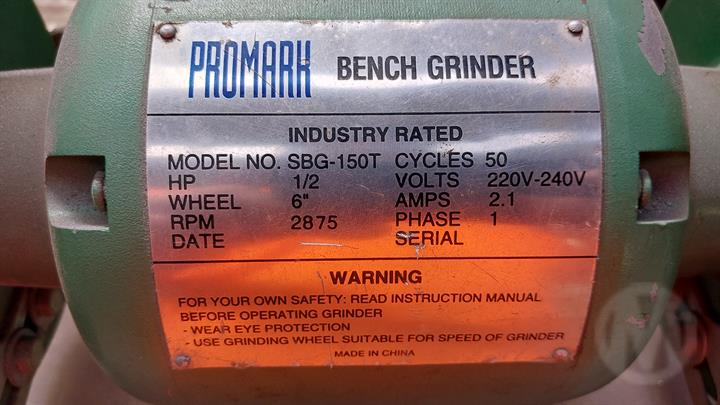 PROMARK BENCH GRINDER
INDUSTRY RATED
MODEL NO. SBG-150T CYCLES 50
HP 1/2 VOLTS 220V-240V
WHEEL 6" AMPS 2.1
RPM 2875 PHASE 1
DATE SERIAL
WARNING
FOR YOUR OWN SAFETY: READ INSTRUCTION MANUAL
BEFORE OPERATING GRINDER
- WEAR EYE PROTECTION
- USE GRINDING WHEEL SUITABLE FOR SPEED OF GRINDER
MADE IN CHINA
M